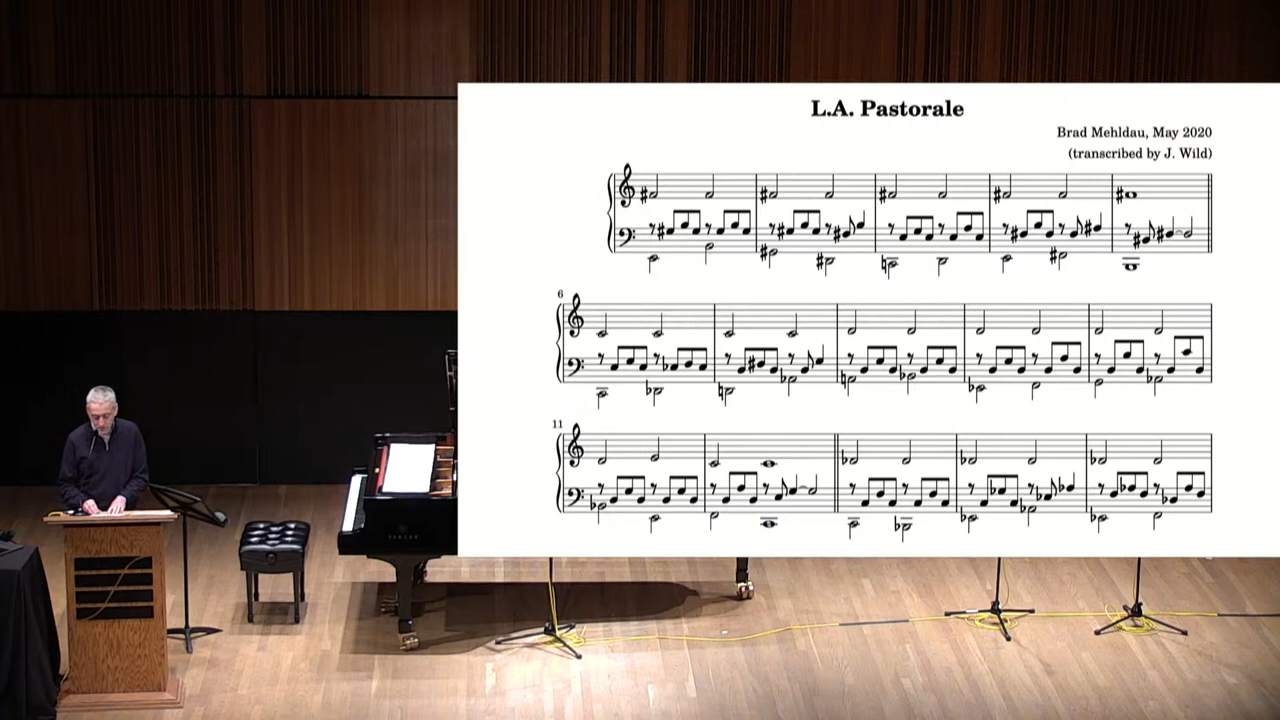 L.A. Pastorale
Brad Mehldau, May 2020
(transcribed by J. Wild)
6
11